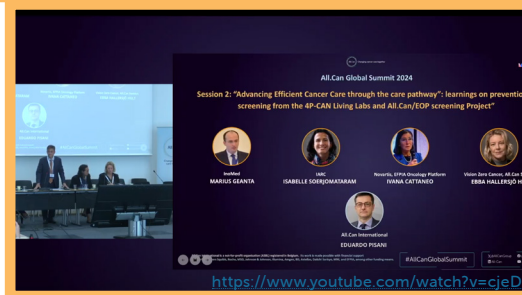 All.Can Global Summit 2024
Session 2: "Advancing Efficient Cancer Care through the care pathway": learnings on preventio
screening from the 4P-CAN Living Labs and All.Can/EOP screening Project"
InoMed
MARIUS GEANTA
IARC
ISABELLE SOERJOMATARAM
Novartis, EFPIA Oncology Platform
IVANA CATTANEO
Vision Zero Cancer, All.Can
EBBA HALLERSJÖ
All.Can International
EDUARDO PISANI
#AllCanGlobalSummit
https://www.youtube.com/watch?v=cjeD